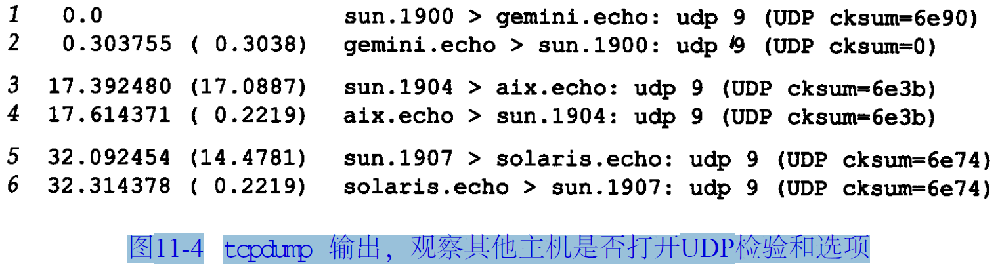 1 0.0 sun.1900 > gemini.echo: udp 9 (UDP cksum=6e90)
2 0.303755 ( 0.3038) gemini.echo > sun.1900: udp 9 (UDP cksum=0)
3 17.392480 (17.0887) sun.1904 > aix.echo: udp 9 (UDP cksum=6e3b)
4 17.614371 ( 0.2219) aix.echo > sun.1904: udp 9 (UDP cksum=6e3b)
5 32.092454 (14.4781) sun.1907 > solaris.echo: udp 9 (UDP cksum=6e74)
6 32.314378 ( 0.2219) solaris.echo > sun.1907: udp 9 (UDP cksum=6e74)
图11-4 tcpdump 输出，观察其他主机是否打开UDP检验和选项